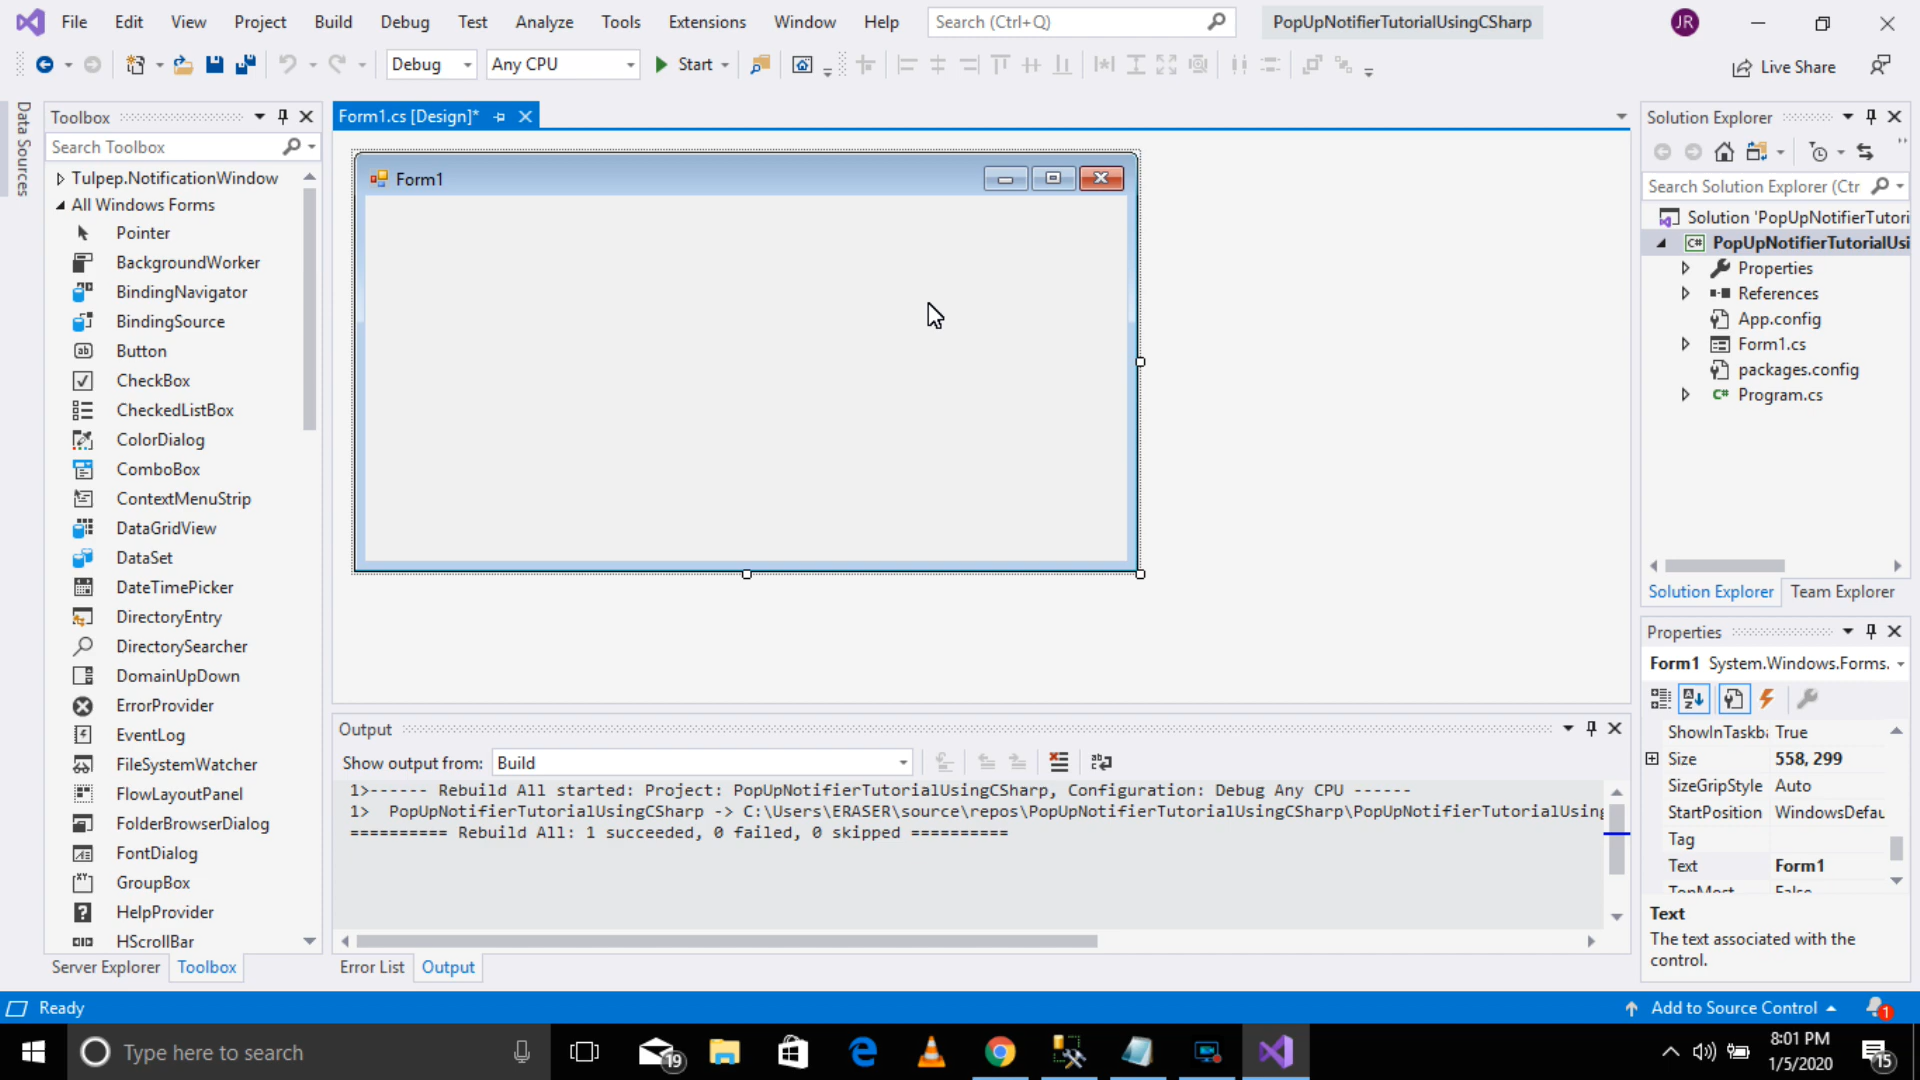 File Edit View Project Build Debug Test Analyze Tools Extensions Window Help Search (Ctrl+Q) PopUpNotifierTutorialUsingCSharp JR
Debug Any CPU Start Live Share
Data Sources
Toolbox
Search Toolbox
Tulpep.NotificationWindow
All Windows Forms
Pointer
BackgroundWorker
BindingNavigator
BindingSource
Button
CheckBox
CheckedListBox
ColorDialog
ComboBox
ContextMenuStrip
DataGridView
DataSet
DateTimePicker
DirectoryEntry
DirectorySearcher
DomainUpDown
ErrorProvider
EventLog
FileSystemWatcher
FlowLayoutPanel
FolderBrowserDialog
FontDialog
GroupBox
HelpProvider
HScrollBar
Server Explorer Toolbox
Form1.cs [Design]*
Form1
Output
Show output from: Build
1>------ Rebuild All started: Project: PopUpNotifierTutorialUsingCSharp, Configuration: Debug Any CPU ------
1>  PopUpNotifierTutorialUsingCSharp -> C:\Users\ERASER\source\repos\PopUpNotifierTutorialUsingCSharp\PopUpNotifierTutorialUsing
========== Rebuild All: 1 succeeded, 0 failed, 0 skipped ==========
Error List Output
Solution Explorer
Search Solution Explorer (Ctr
Solution 'PopUpNotifierTutori
PopUpNotifierTutorialUsi
Properties
References
App.config
Form1.cs
packages.config
Program.cs
Solution Explorer Team Explorer
Properties
Form1 System.Windows.Forms.
ShowInTaskb True
Size 558, 299
SizeGripStyle Auto
StartPosition WindowsDefau
Tag
Text Form1
TopMost False
Text
The text associated with the
control.
Ready Add to Source Control 1
Type here to search 19 8:01 PM
1/5/2020 15